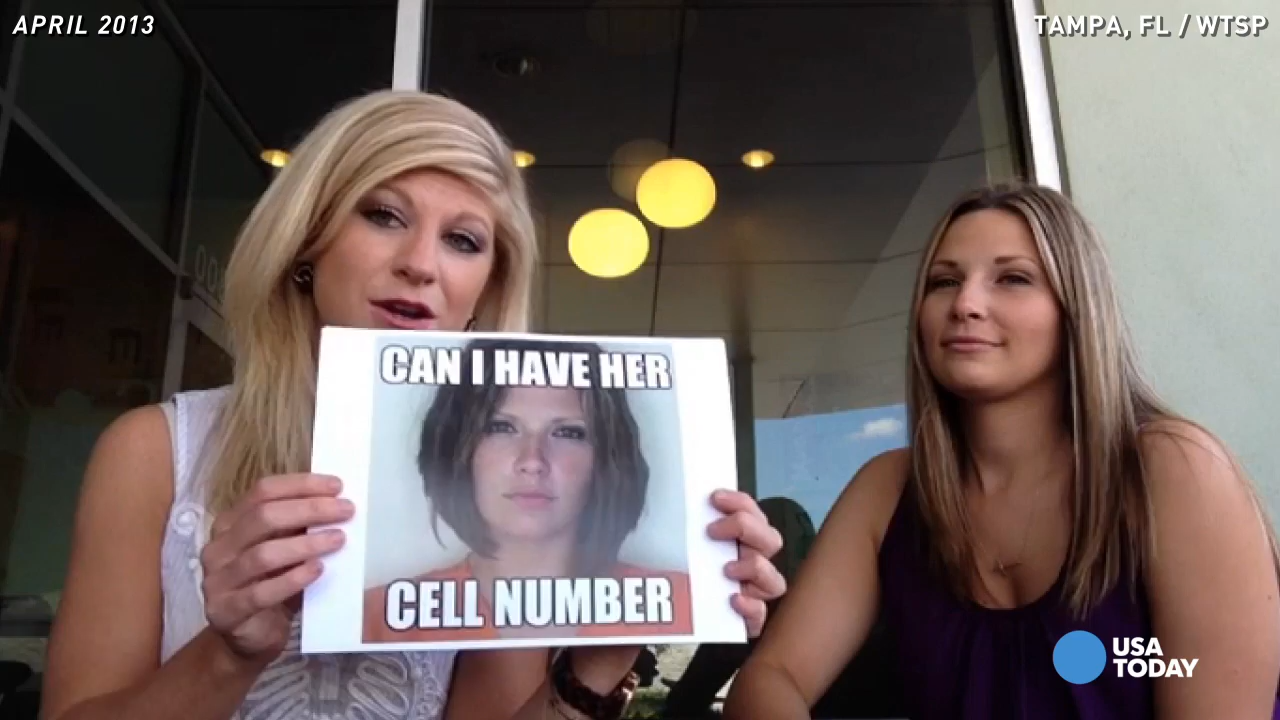 APRIL 2013
TAMPA, FL / WTSP
CAN I HAVE HER
CELL NUMBER
USA
TODAY